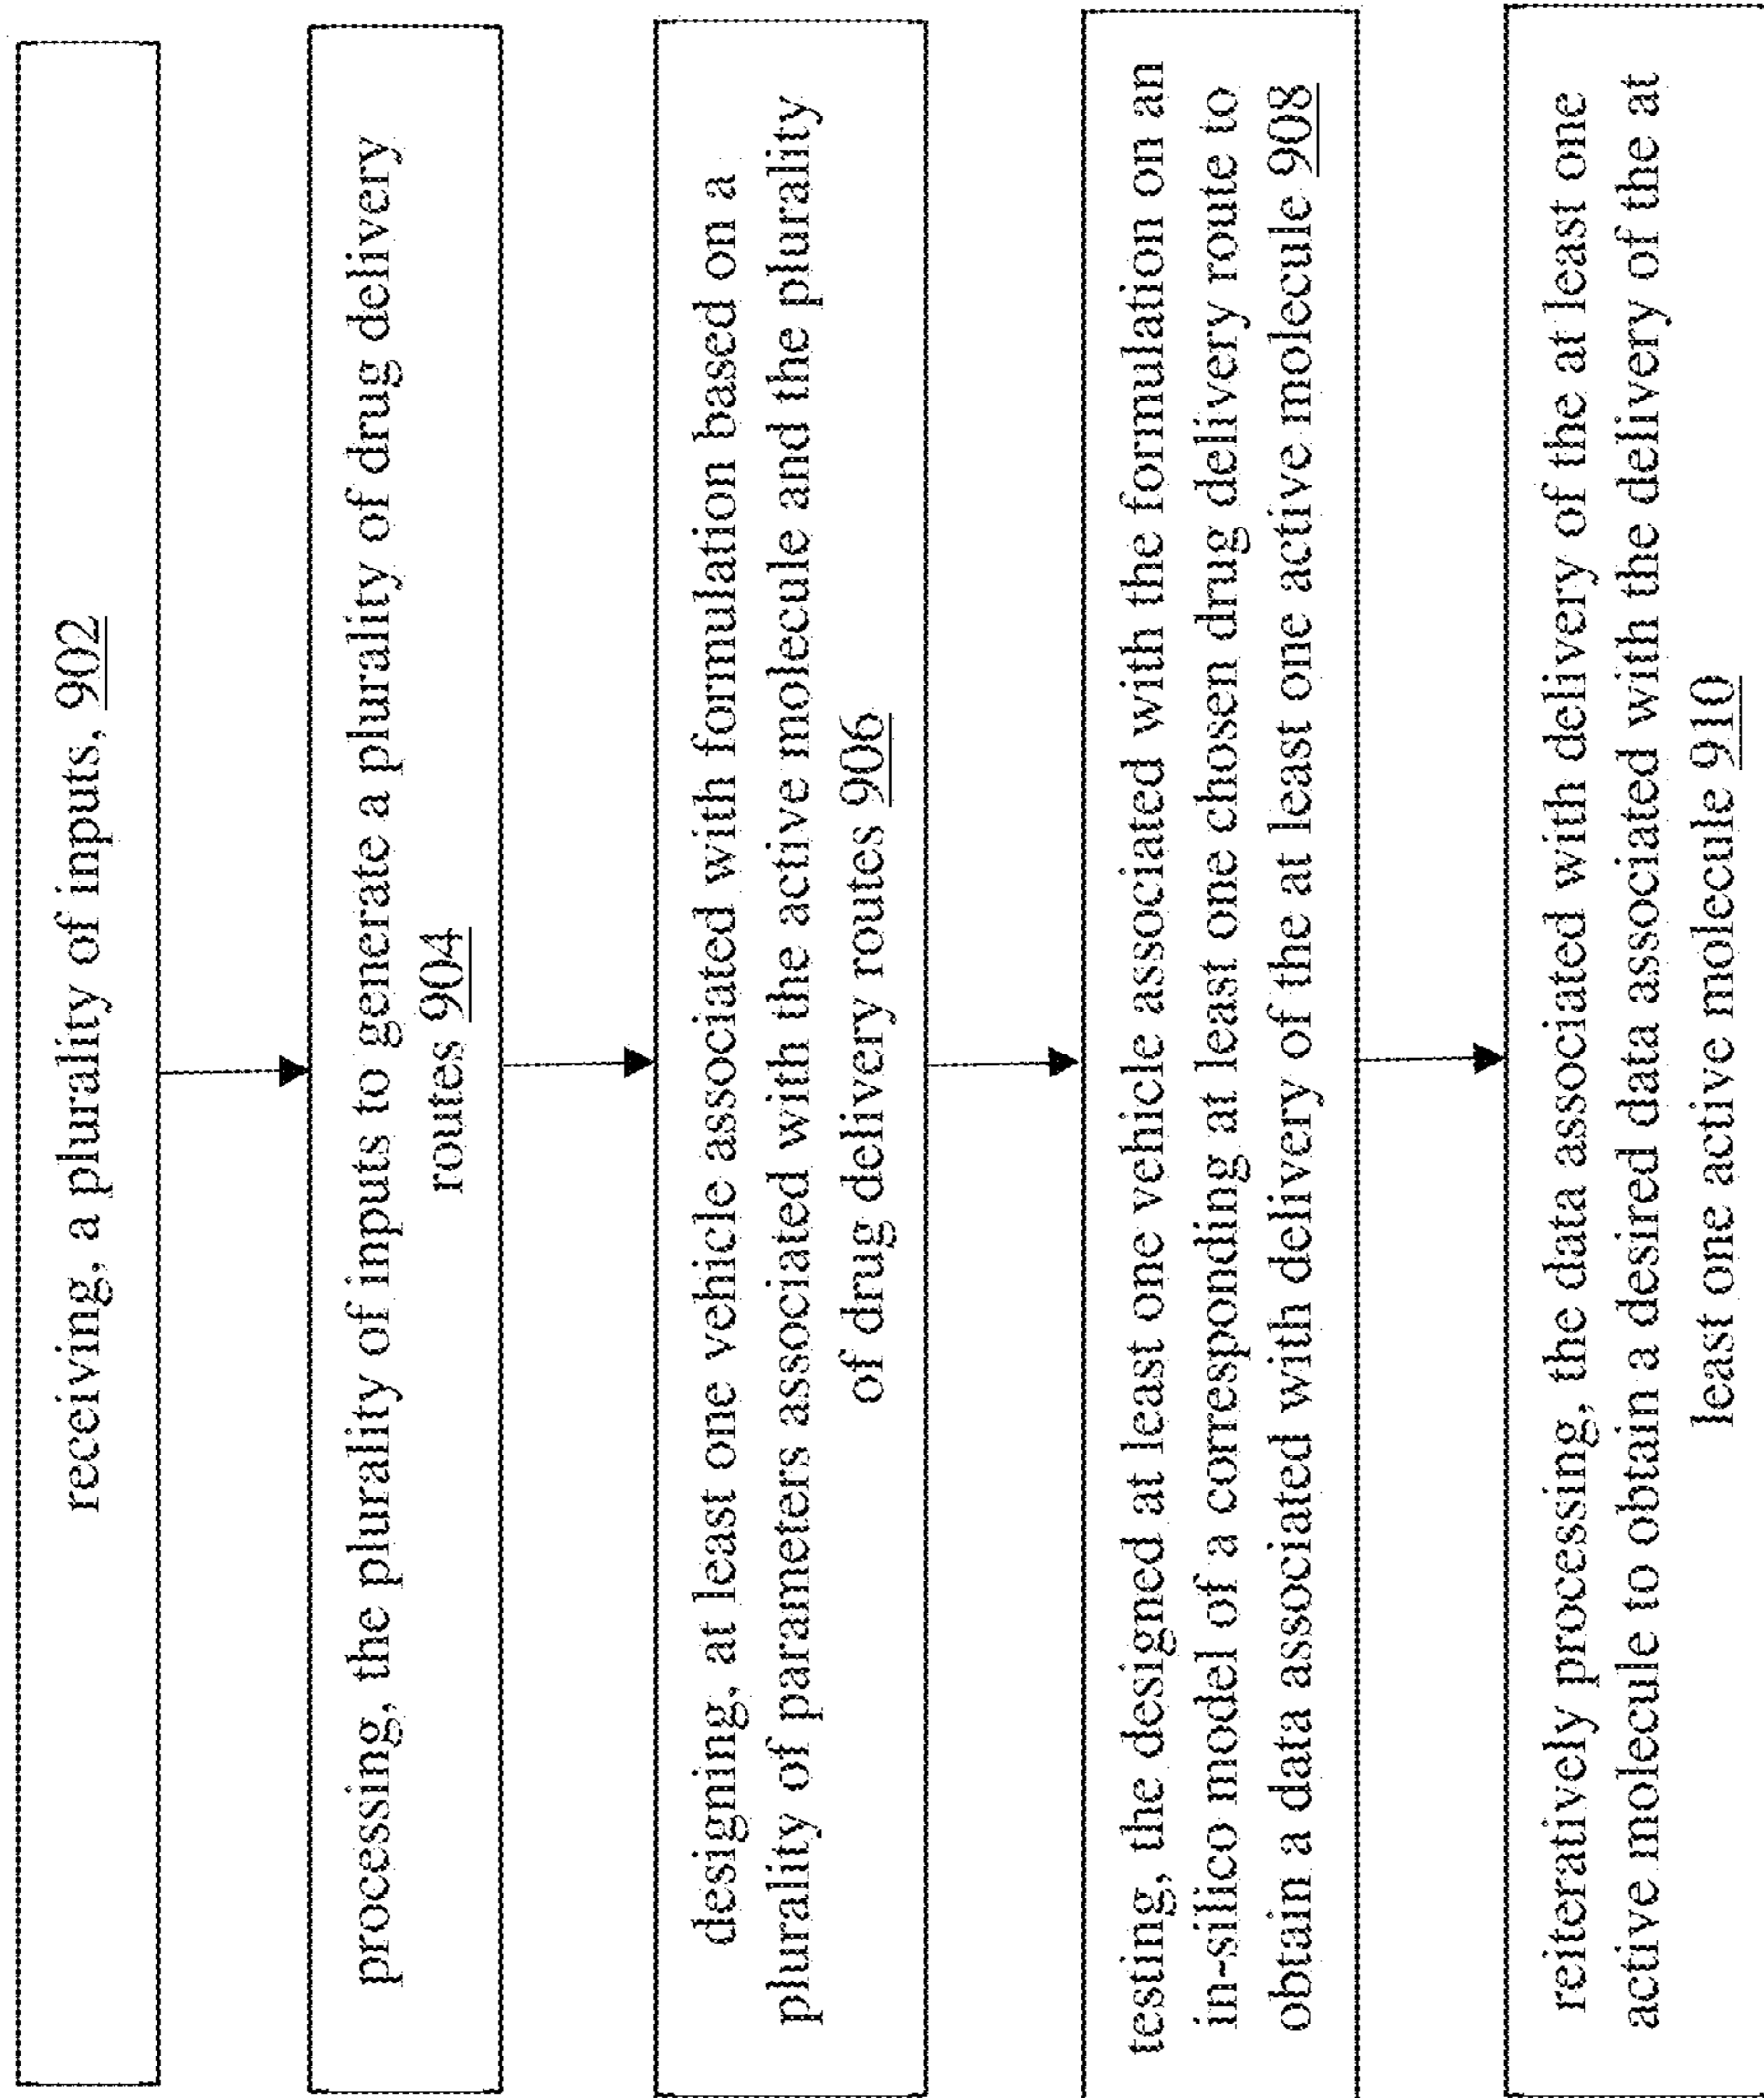 receiving, a plurality of inputs, 902
processing, the plurality of inputs to generate a plurality of drug delivery
routes 904
designing, at least one vehicle associated with formulation based on a
plurality of parameters associated with the active molecule and the plurality
of drug delivery routes 906
testing, the designed at least one vehicle associated with the formulation on an
in-silico model of a corresponding at least one chosen drug delivery route to
obtain a data associated with delivery of the at least one active molecule 908
reiteratively processing, the data associated with delivery of the at least one
active molecule to obtain a desired data associated with the delivery of the at
least one active molecule 910